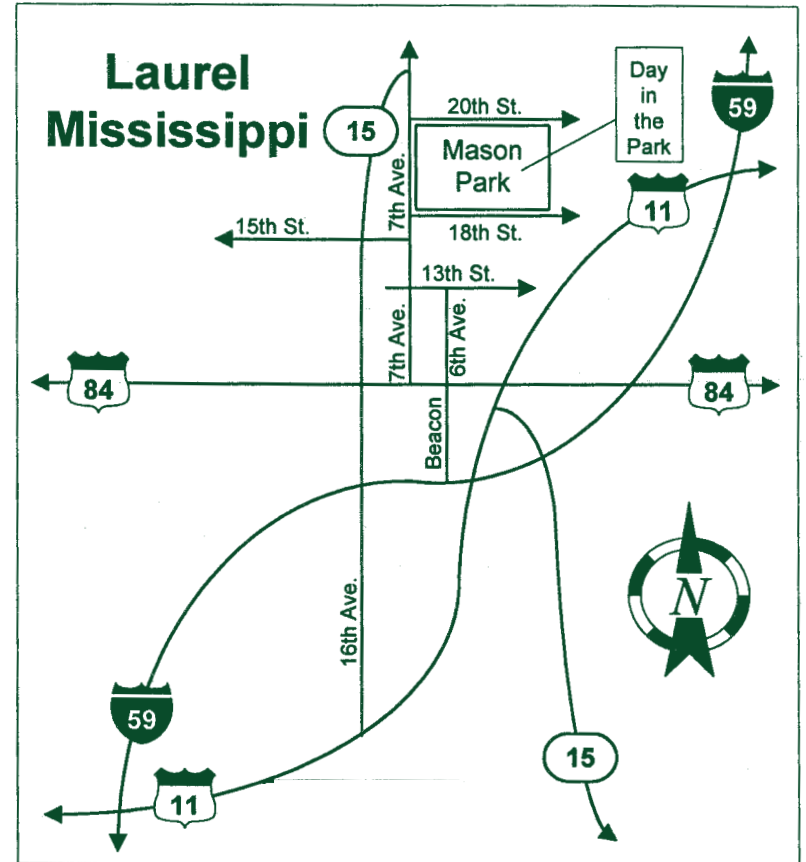 Laurel
Mississippi
15
20th St.
Day
in
the
Park
59
Mason
Park
7th Ave.
11
15th St.
18th St.
13th St.
7th Ave.
6th Ave.
84
84
Beacon
16th Ave.
N
59
15
11